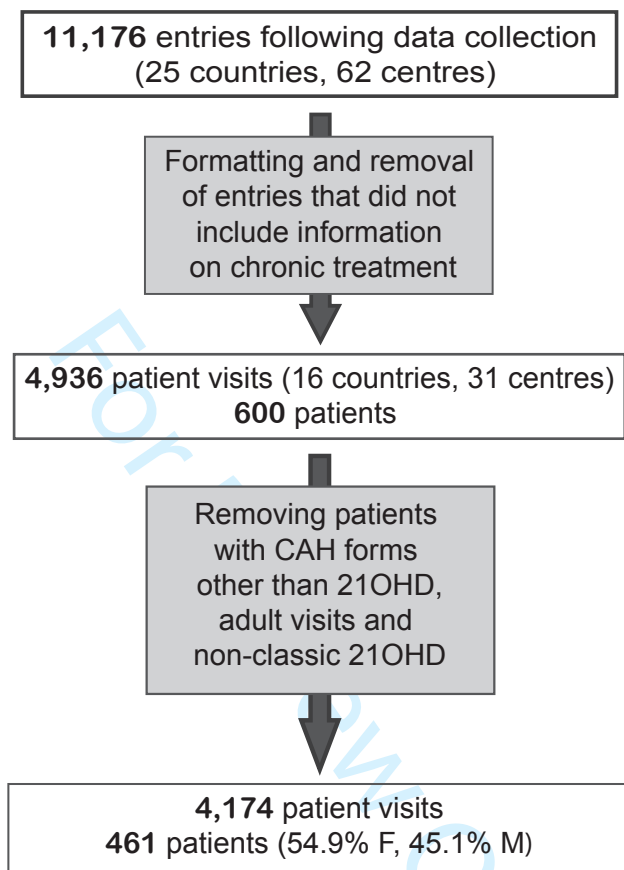 11,176 entries following data collection
(25 countries, 62 centres)
Formatting and removal
of entries that did not
include information
on chronic treatment
4,936 patient visits (16 countries, 31 centres)
600 patients
Removing patients
with CAH forms
other than 21OHD,
adult visits and
non-classic 21OHD
4,174 patient visits
461 patients (54.9% F, 45.1% M)
For